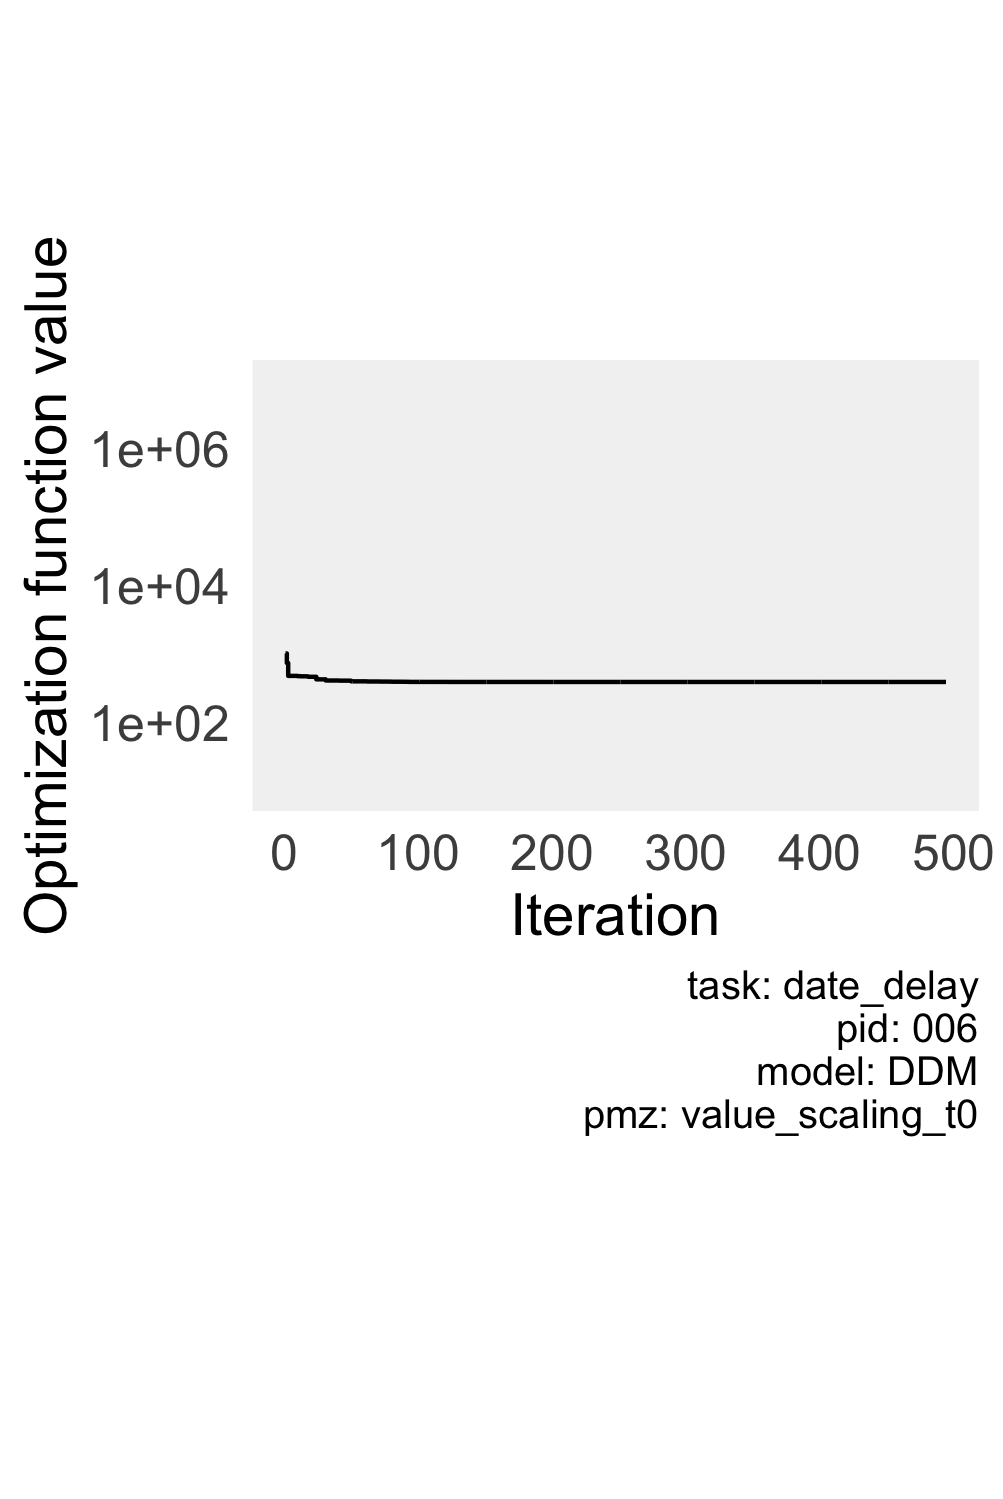 Optimization function value
1e+06
1e+04
1e+02
0 100 200 300 400 500
Iteration
task: date_delay
pid: 006
model: DDM
pmz: value_scaling_t0